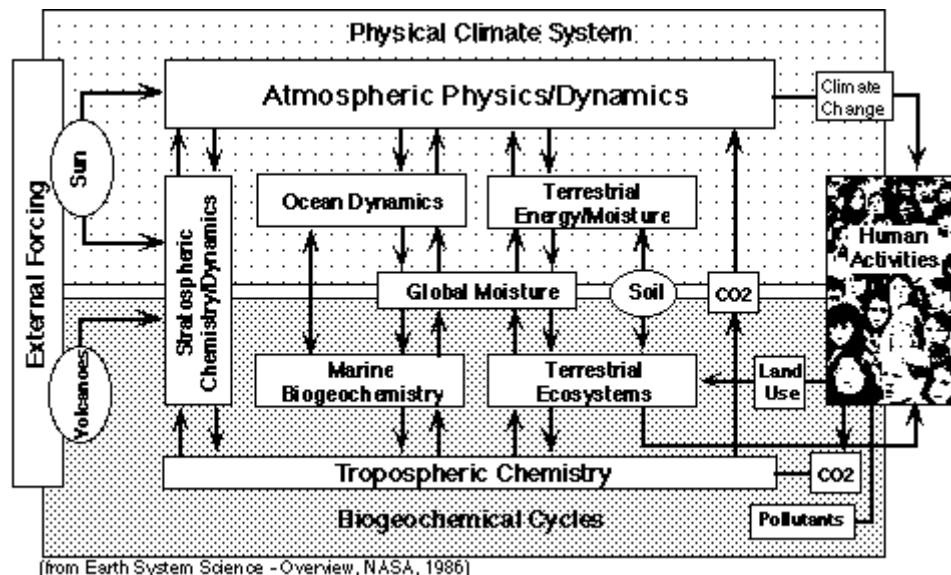 Physical Climate System
Atmospheric Physics/Dynamics
Climate
Change
External Forcing
Sun
Stratospheric
Chemistry/Dynamics
Ocean Dynamics
Terrestrial
Energy/Moisture
Human
Activities
Global Moisture
Soil
CO2
Volcanoes
Marine
Biogeochemistry
Terrestrial
Ecosystems
Land
Use
Tropospheric Chemistry
CO2
Biogeochemical Cycles
Pollutants
(from Earth System Science - Overview, NASA, 1986)